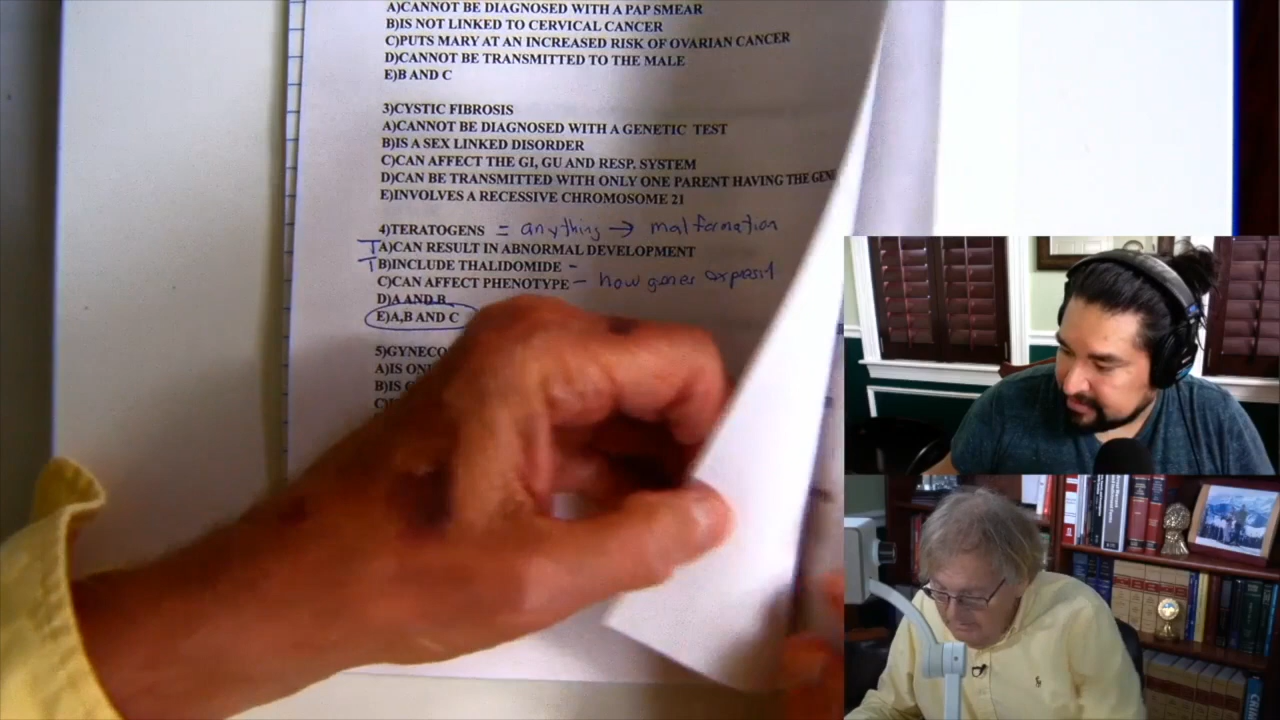 A)CANNOT BE DIAGNOSED WITH A PAP SMEAR
B)IS NOT LINKED TO CERVICAL CANCER
C)PUTS MARY AT AN INCREASED RISK OF OVARIAN CANCER
D)CANNOT BE TRANSMITTED TO THE MALE
E)B AND C
3)CYSTIC FIBROSIS
A)CANNOT BE DIAGNOSED WITH A GENETIC TEST
B)IS A SEX LINKED DISORDER
C)CAN AFFECT THE GI, GU AND RESP. SYSTEM
D)CAN BE TRANSMITTED WITH ONLY ONE PARENT HAVING THE
E)INVOLVES A RECESSIVE CHROMOSOME 21
4)TERATOGENS = anything → malformation
T A)CAN RESULT IN ABNORMAL DEVELOPMENT
T B)INCLUDE THALIDOMIDE -
C)CAN AFFECT PHENOTYPE - how genes
D)A AND B
E)A,B AND C
5)GYNECO
A)IS
B)IS